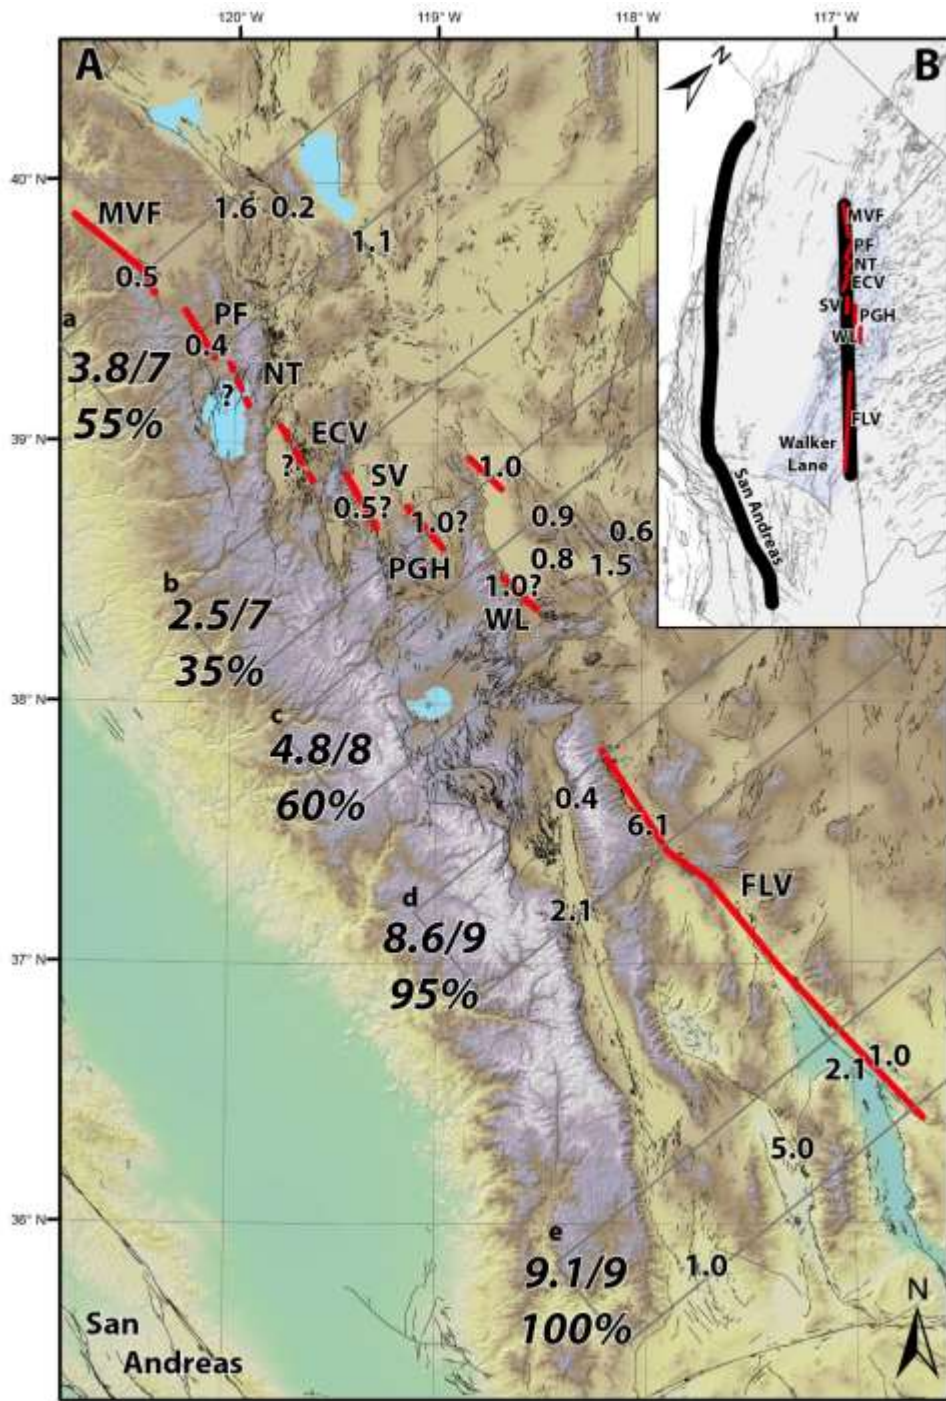 120° W
119° W
118° W
117° W
A
B
N
40° N
MVF
1.6 0.2
1.1
0.5
a
PF
3.8/7
0.4
NT
55%
?
39° N
ECV
?
SV
1.0
0.5?
1.0?
0.9
0.6
PGH
0.8
1.5
b
1.0?
2.5/7
WL
35%
38° N
c
4.8/8
60%
0.4
6.1
FLV
d
2.1
8.6/9
95%
37° N
1.0
2.1
5.0
36° N
e
9.1/9
1.0
100%
San
Andreas
N
MVF
PF
NT
ECV
SV
PGH
WL
FLV
Walker
Lane
San Andreas